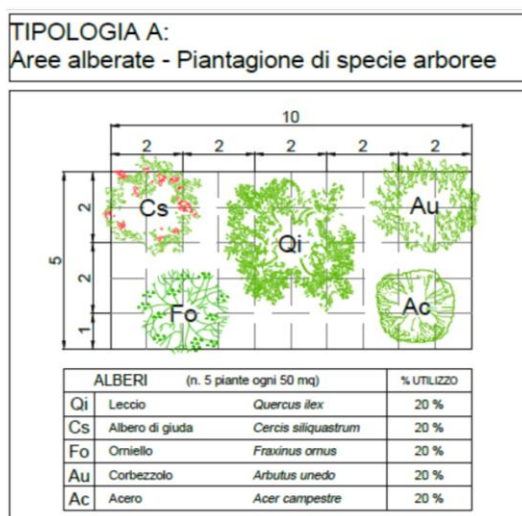 TIPOLOGIA A:
Aree alberate - Piantagione di specie arboree
10
2 2 2 2 2
5
2
2
1
Cs
Au
Qi
Fo
Ac
ALBERI (n. 5 piante ogni 50 mq) % UTILIZZO
Qi Leccio Quercus ilex 20 %
Cs Albero di giuda Cercis siliquastrum 20 %
Fo Orniello Fraxinus ornus 20 %
Au Corbezzolo Arbutus unedo 20 %
Ac Acero Acer campestre 20 %